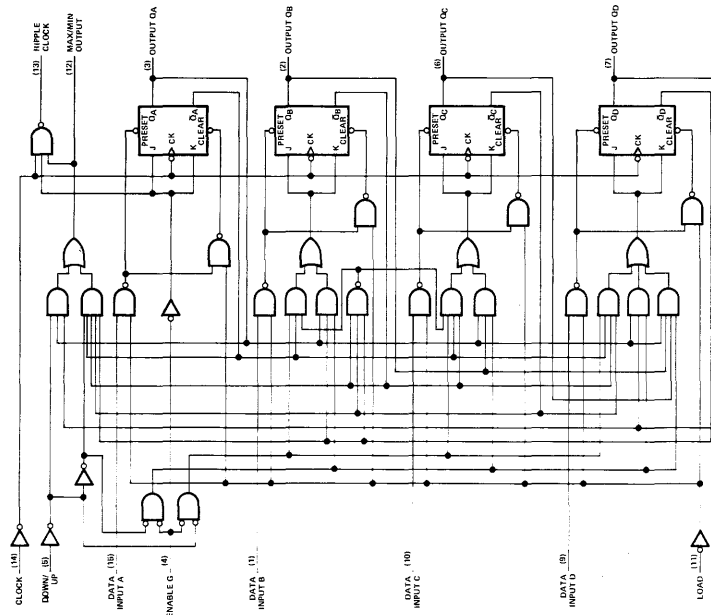 (13) RIPPLE CLOCK
(12) MAX/MIN OUTPUT
(3) OUTPUT QA
(2) OUTPUT QB
(6) OUTPUT QC
(7) OUTPUT QD
PRESET
J QA
CK
K Q̄A
CLEAR
PRESET
J QB
CK
K Q̄B
CLEAR
PRESET
J QC
CK
K Q̄C
CLEAR
PRESET
J QD
CK
K Q̄D
CLEAR
CLOCK (14)
DOWN/UP (5)
DATA INPUT A (15)
ENABLE G (4)
DATA INPUT B (1)
DATA INPUT C (10)
DATA INPUT D (9)
LOAD (11)